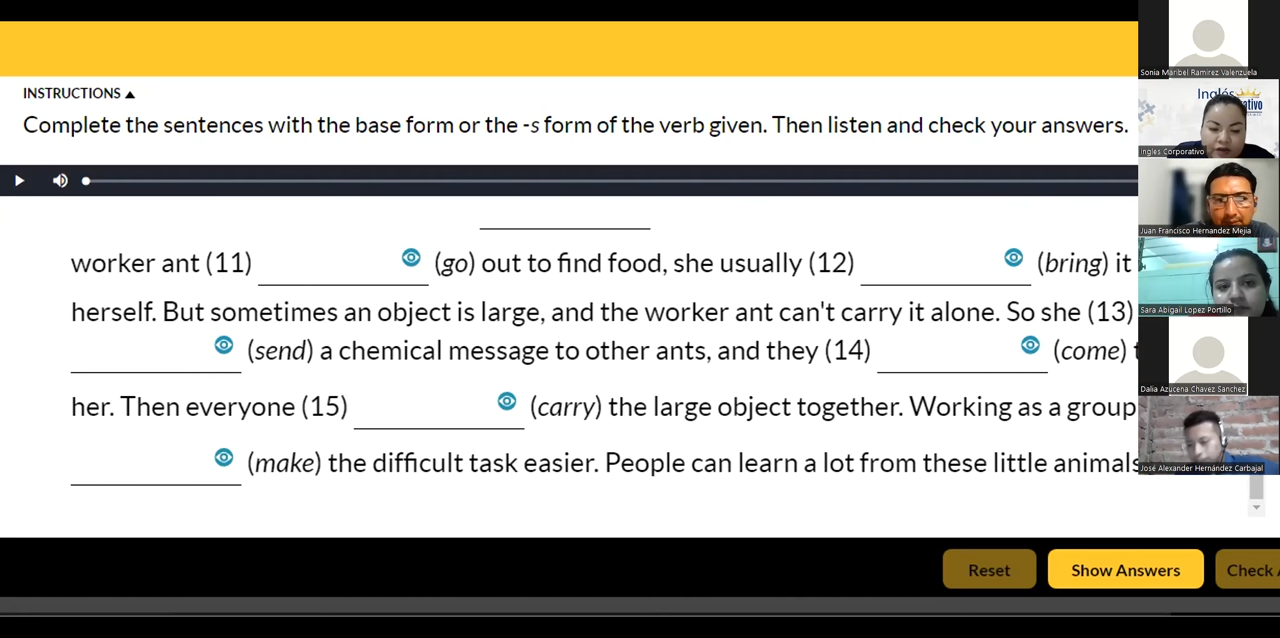 INSTRUCTIONS ▲
Complete the sentences with the base form or the -s form of the verb given. Then listen and check your answers.
worker ant (11) (go) out to find food, she usually (12) (bring) it
herself. But sometimes an object is large, and the worker ant can't carry it alone. So she (13)
(send) a chemical message to other ants, and they (14) (come)
her. Then everyone (15) (carry) the large object together. Working as a group
(make) the difficult task easier. People can learn a lot from these little animals
Reset
Show Answers
Check
Sonia Maribel Ramirez Valenzuela
Inglés
Inglés Corporativo
Juan Francisco Hernandez Mejia
Sara Abigail Lopez Portillo
Dalia Azucena Chavez Sanchez
José Alexander Hernández Carbajal